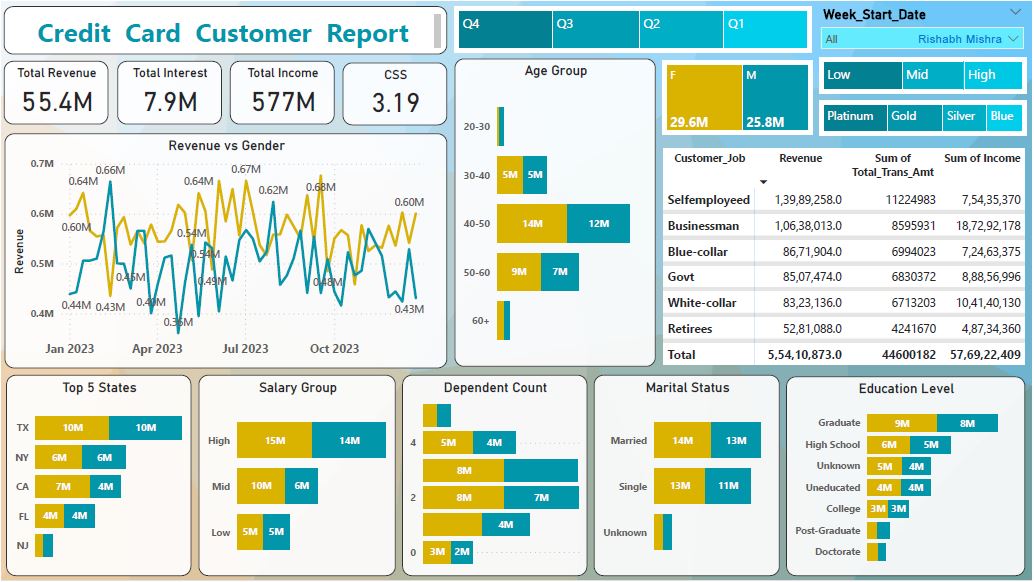 Credit Card Customer Report
Q4 Q3 Q2 Q1
Week_Start_Date
All Rishabh Mishra
Total Revenue
55.4M
Total Interest
7.9M
Total Income
577M
CSS
3.19
Low Mid High
Platinum Gold Silver Blue
F
29.6M
M
25.8M
Revenue vs Gender
Revenue
0.7M
0.6M
0.5M
0.4M
0.64M
0.66M
0.60M
0.44M
0.43M
0.45M
0.40M
0.36M
0.54M
0.64M
0.54M
0.49M
0.67M
0.62M
0.68M
0.48M
0.60M
0.43M
Jan 2023 Apr 2023 Jul 2023 Oct 2023
Age Group
20-30
30-40 5M 5M
40-50 14M 12M
50-60 9M 7M
60+
Customer_Job Revenue Sum of Total_Trans_Amt Sum of Income
Selfemployeed 1,39,89,258.0 11224983 7,54,35,370
Businessman 1,06,38,013.0 8595931 18,72,92,178
Blue-collar 86,71,904.0 6994023 7,24,63,375
Govt 85,07,474.0 6830372 8,88,56,996
White-collar 83,23,136.0 6713203 10,41,40,130
Retirees 52,81,088.0 4241670 4,87,34,360
Total 5,54,10,873.0 44600182 57,69,22,409
Top 5 States
TX 10M 10M
NY 6M 6M
CA 7M 4M
FL 4M 4M
NJ
Salary Group
High 15M 14M
Mid 10M 6M
Low 5M 5M
Dependent Count
4 5M 4M
8M
2 8M 7M
4M
0 3M 2M
Marital Status
Married 14M 13M
Single 13M 11M
Unknown
Education Level
Graduate 9M 8M
High School 6M 5M
Unknown 5M 4M
Uneducated 4M 4M
College 3M 3M
Post-Graduate
Doctorate